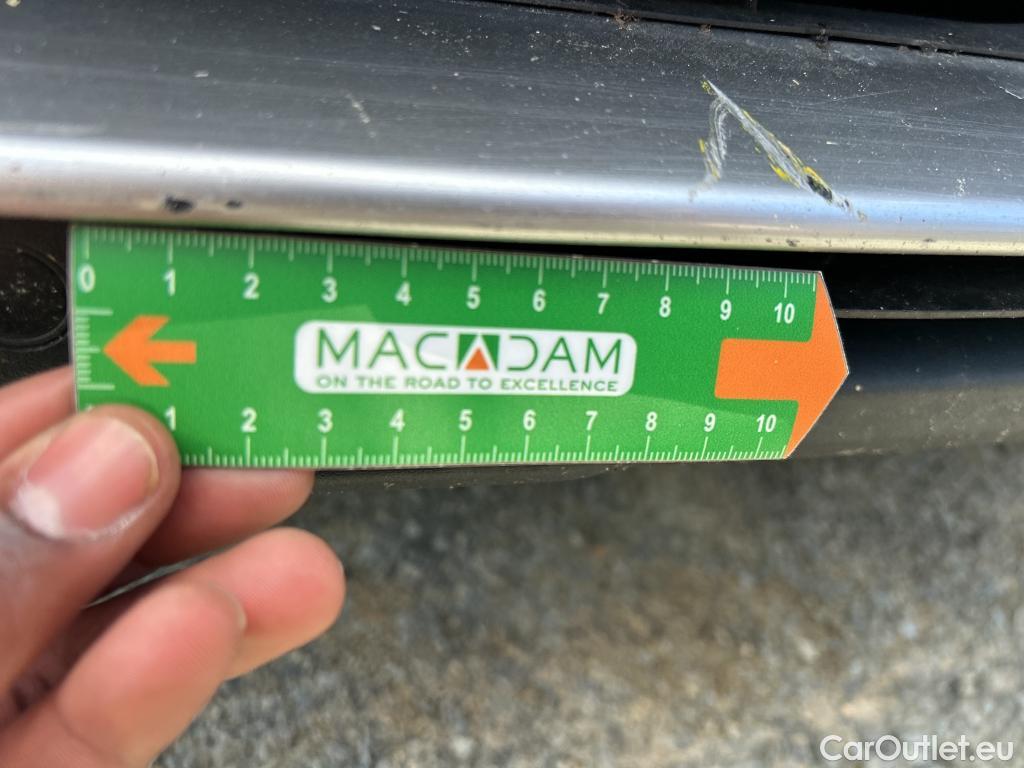 0 1 2 3 4 5 6 7 8 9 10
MACADAM
ON THE ROAD TO EXCELLENCE
1 2 3 4 5 6 7 8 9 10
CarOutlet.eu